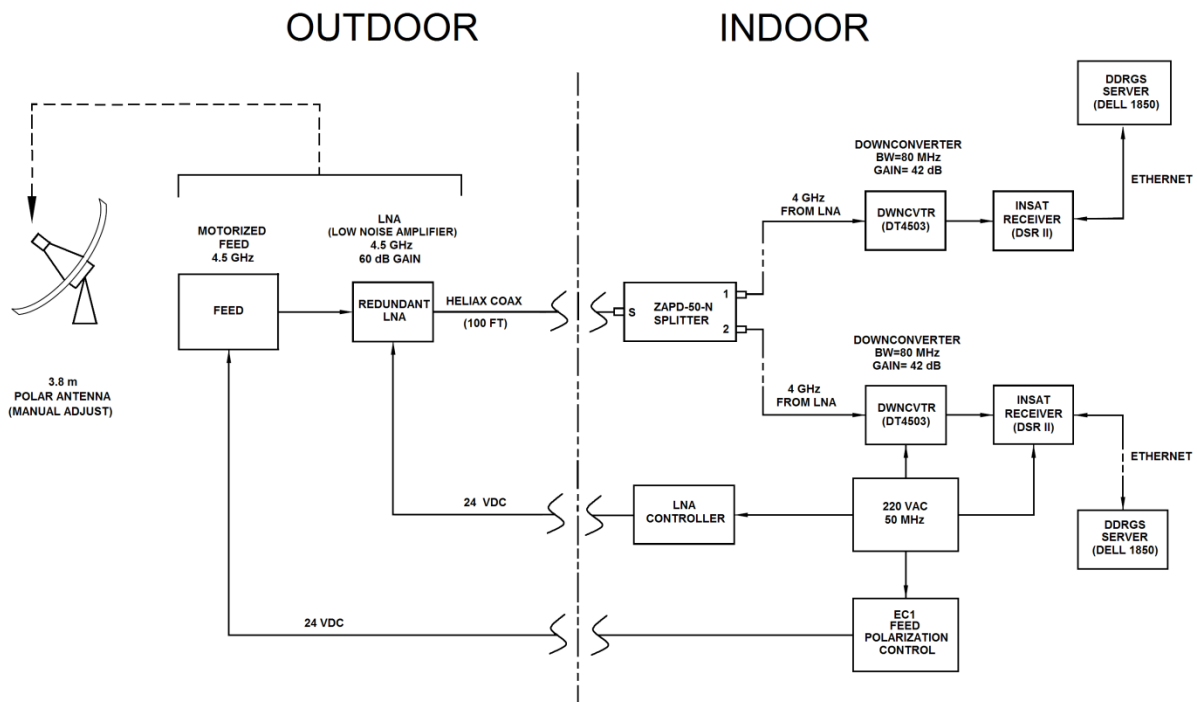 OUTDOOR
INDOOR
DDRGS
SERVER
(DELL 1850)
ETHERNET
DOWNCONVERTER
BW=80 MHz
GAIN= 42 dB
4 GHz
FROM LNA
DWNCVTR
(DT4503)
INSAT
RECEIVER
(DSR II)
MOTORIZED
FEED
4.5 GHz
LNA
(LOW NOISE AMPLIFIER)
4.5 GHz
60 dB GAIN
FEED
REDUNDANT
LNA
HELIAX COAX
(100 FT)
S
ZAPD-50-N
SPLITTER
1
2
3.8 m
POLAR ANTENNA
(MANUAL ADJUST)
DOWNCONVERTER
BW=80 MHz
GAIN= 42 dB
4 GHz
FROM LNA
DWNCVTR
(DT4503)
INSAT
RECEIVER
(DSR II)
ETHERNET
24 VDC
LNA
CONTROLLER
220 VAC
50 MHz
DDRGS
SERVER
(DELL 1850)
24 VDC
EC1
FEED
POLARIZATION
CONTROL